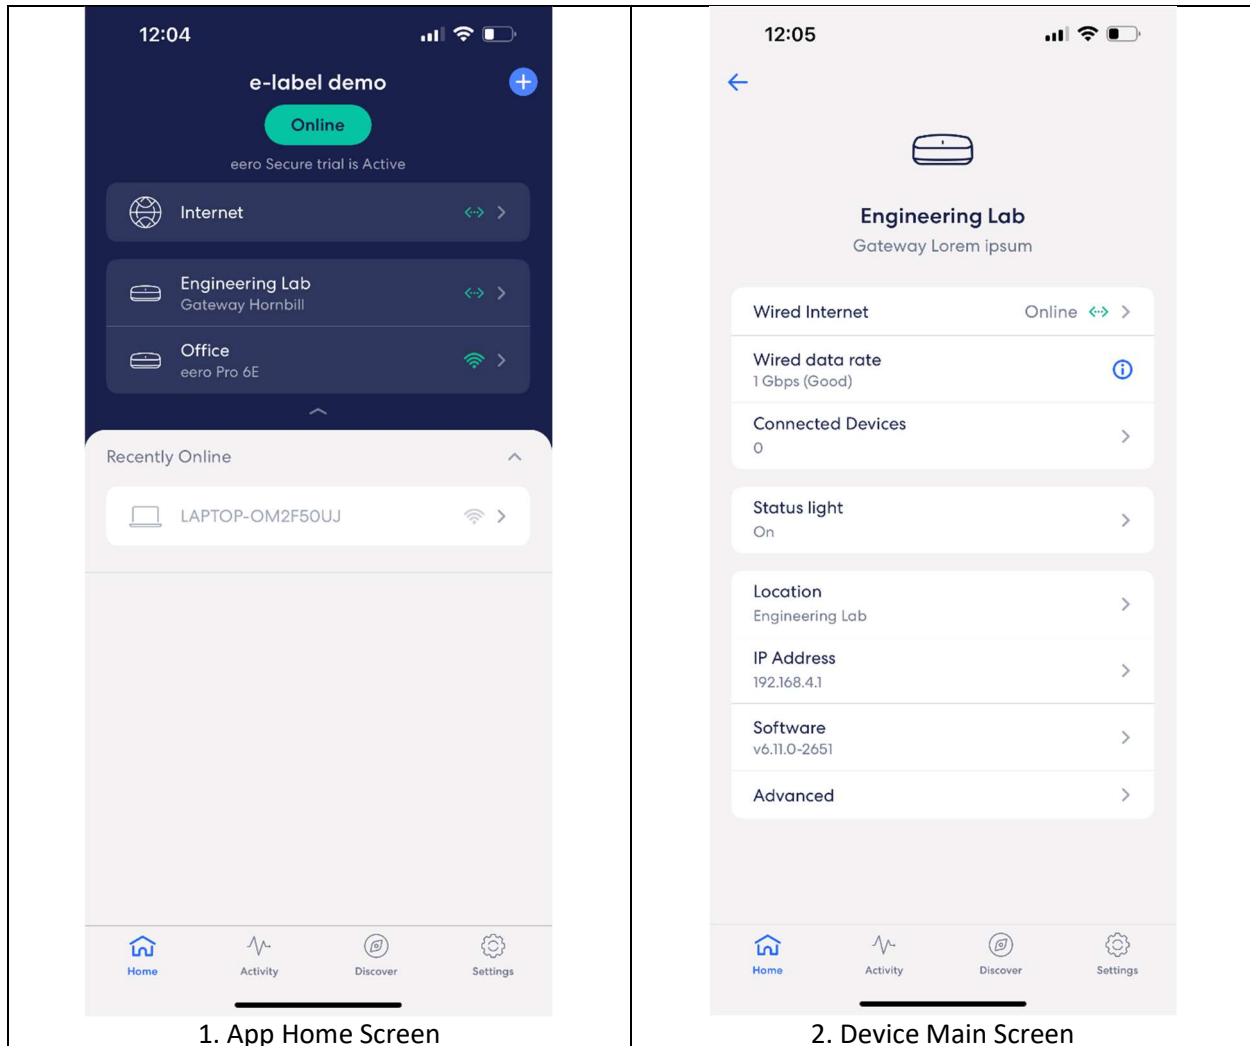 12:04
e-label demo
Online
eero Secure trial is Active
Internet
Engineering Lab
Gateway Hornbill
Office
eero Pro 6E
Recently Online
LAPTOP-OM2F50UJ
Home Activity Discover Settings
1. App Home Screen
12:05
Engineering Lab
Gateway Lorem ipsum
Wired Internet Online
Wired data rate
1 Gbps (Good)
Connected Devices
0
Status light
On
Location
Engineering Lab
IP Address
192.168.4.1
Software
v6.11.0-2651
Advanced
Home Activity Discover Settings
2. Device Main Screen